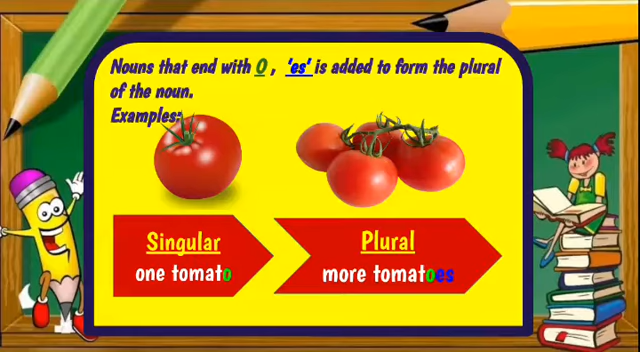 Nouns that end with O , 'es' is added to form the plural
of the noun.
Examples:
Singular
one tomato
Plural
more tomatoes